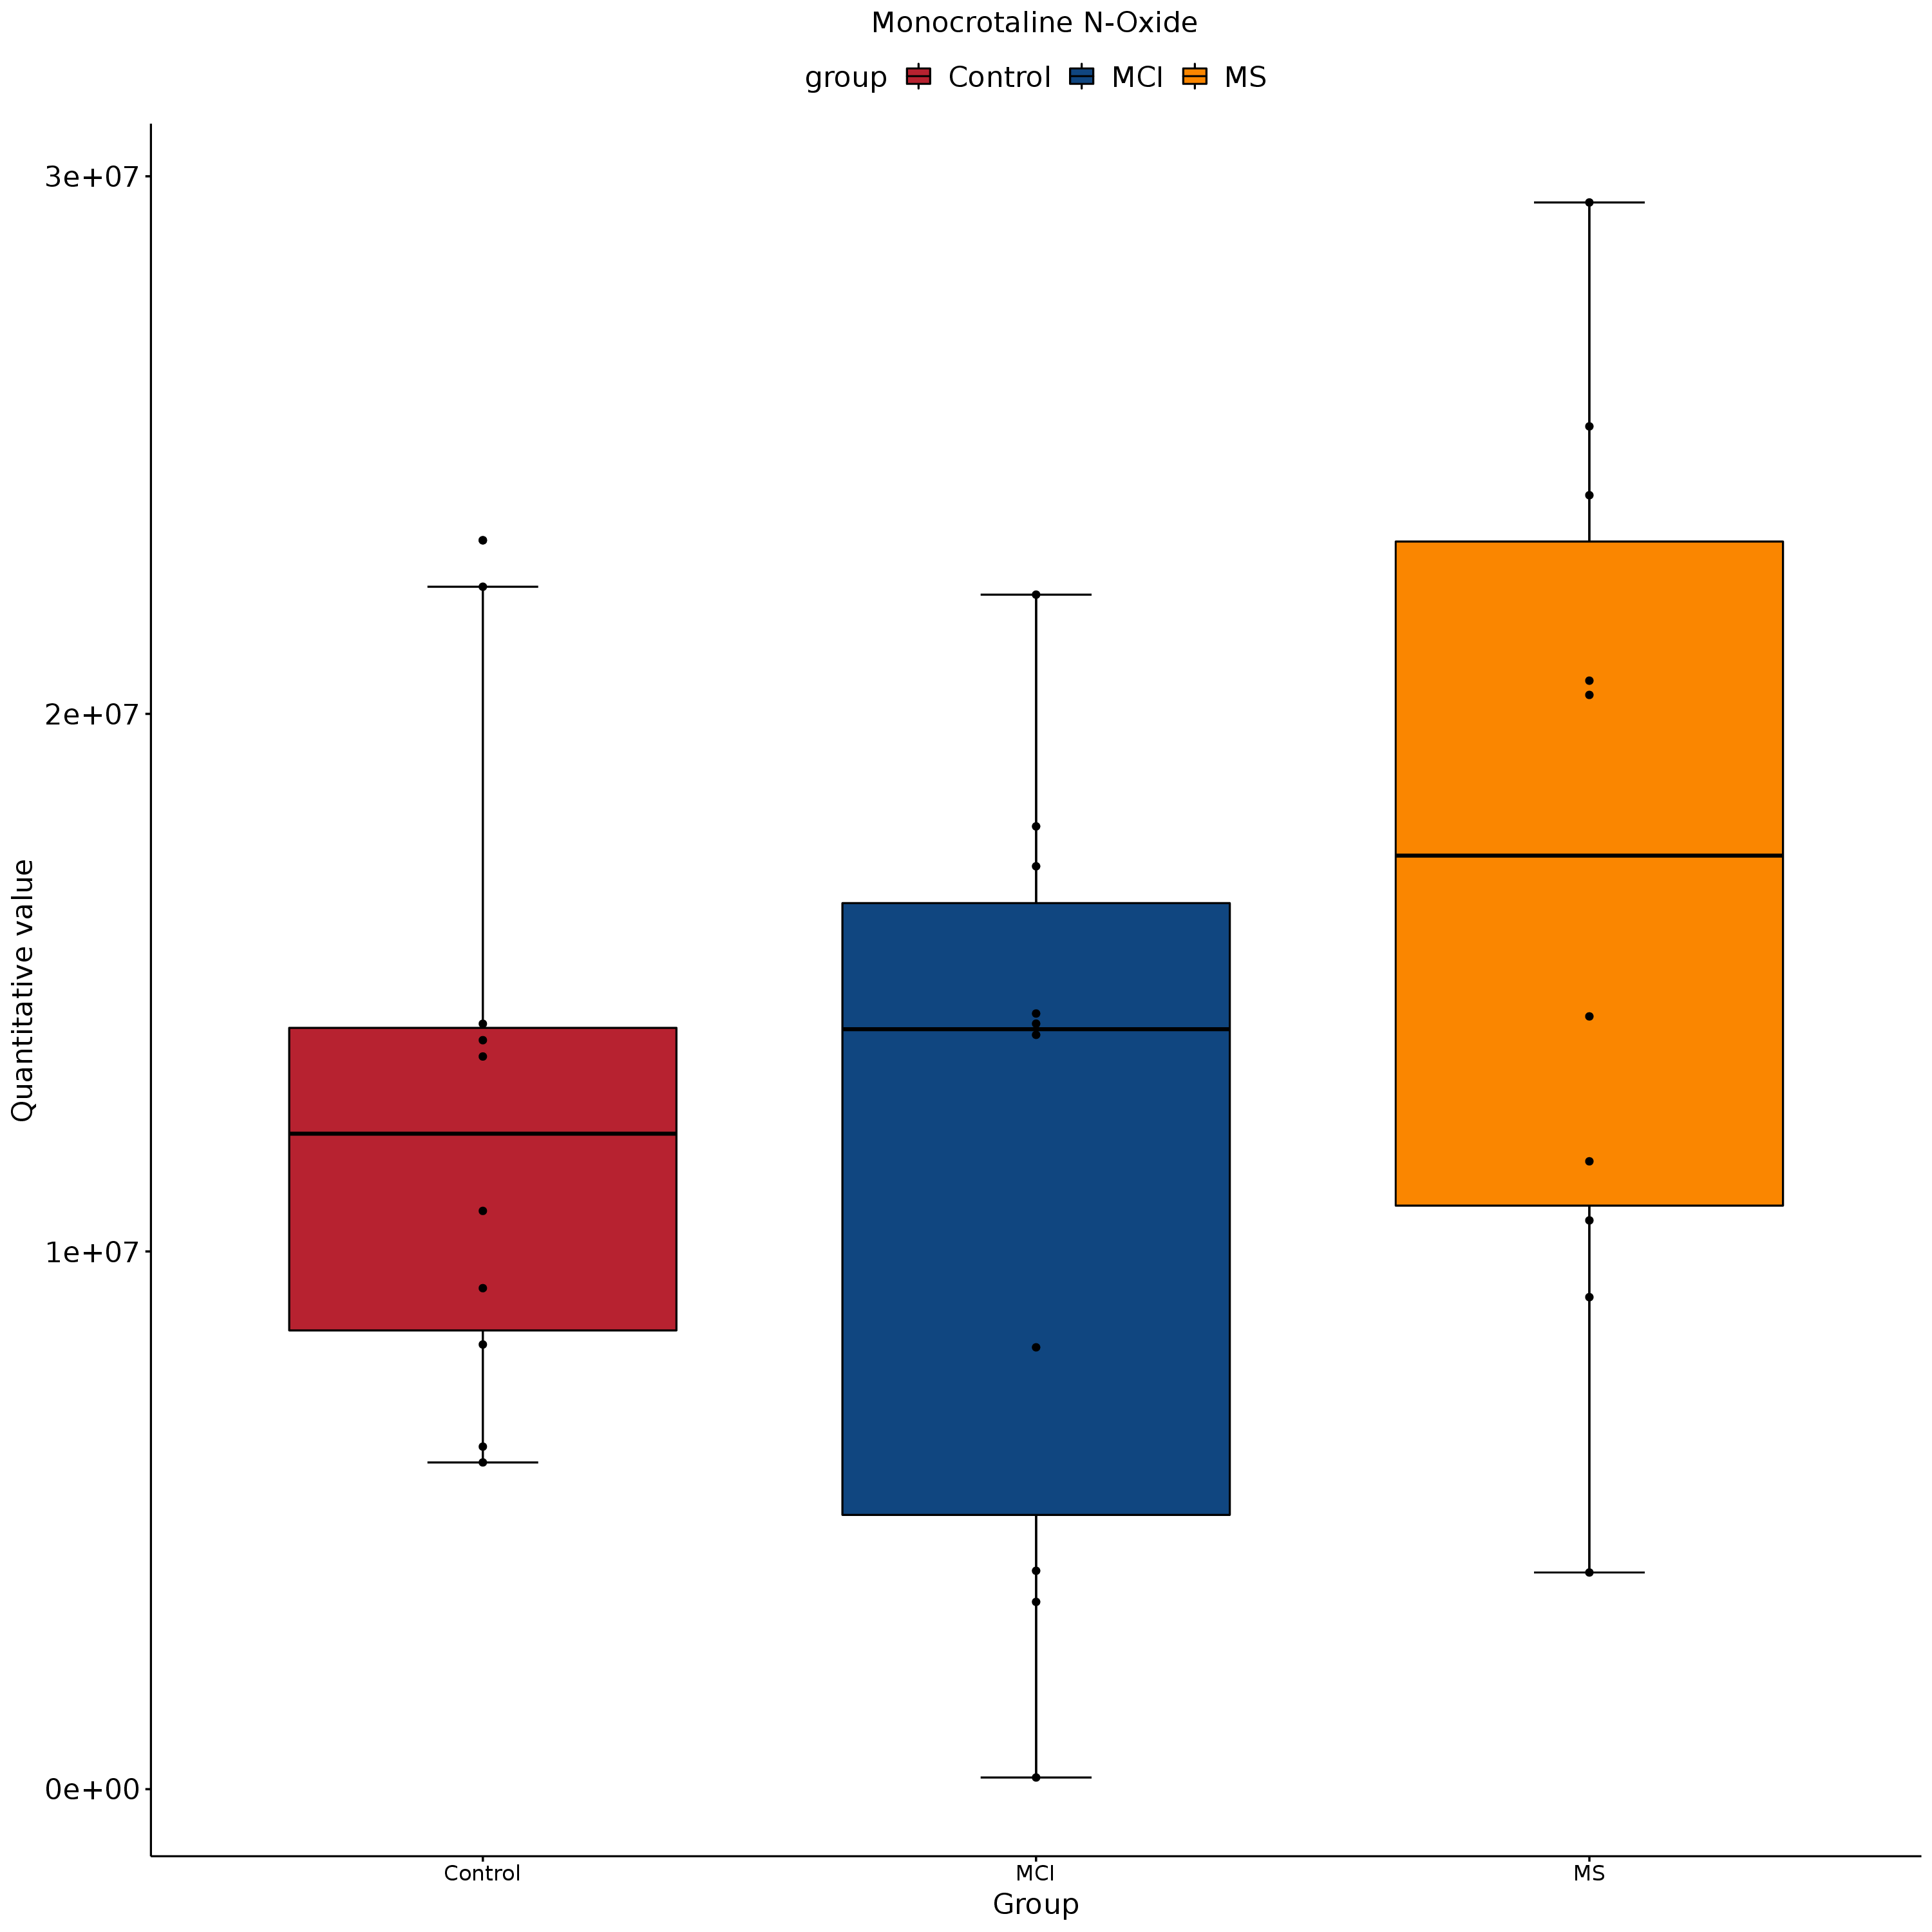 Monocrotaline N-Oxide
group Control MCI MS
3e+07
2e+07
1e+07
0e+00
Quantitative value
Control MCI MS
Group